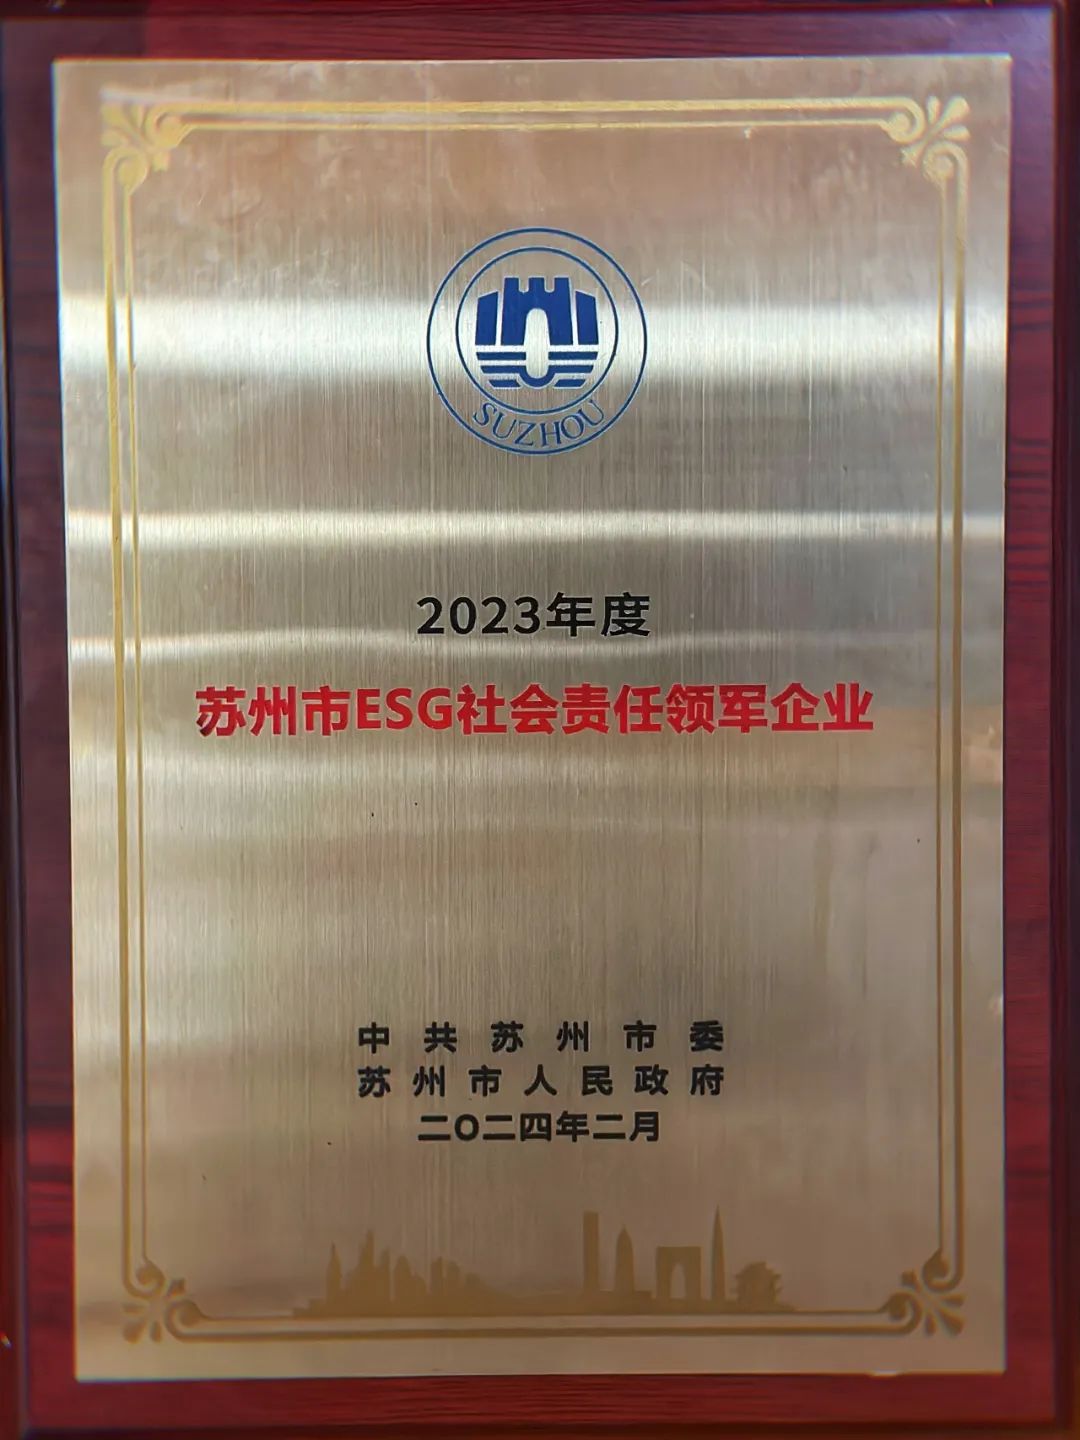 SUZHOU
2023年度
苏州市ESG社会责任领军企业
中共苏州市委
苏州市人民政府
二〇二四年二月